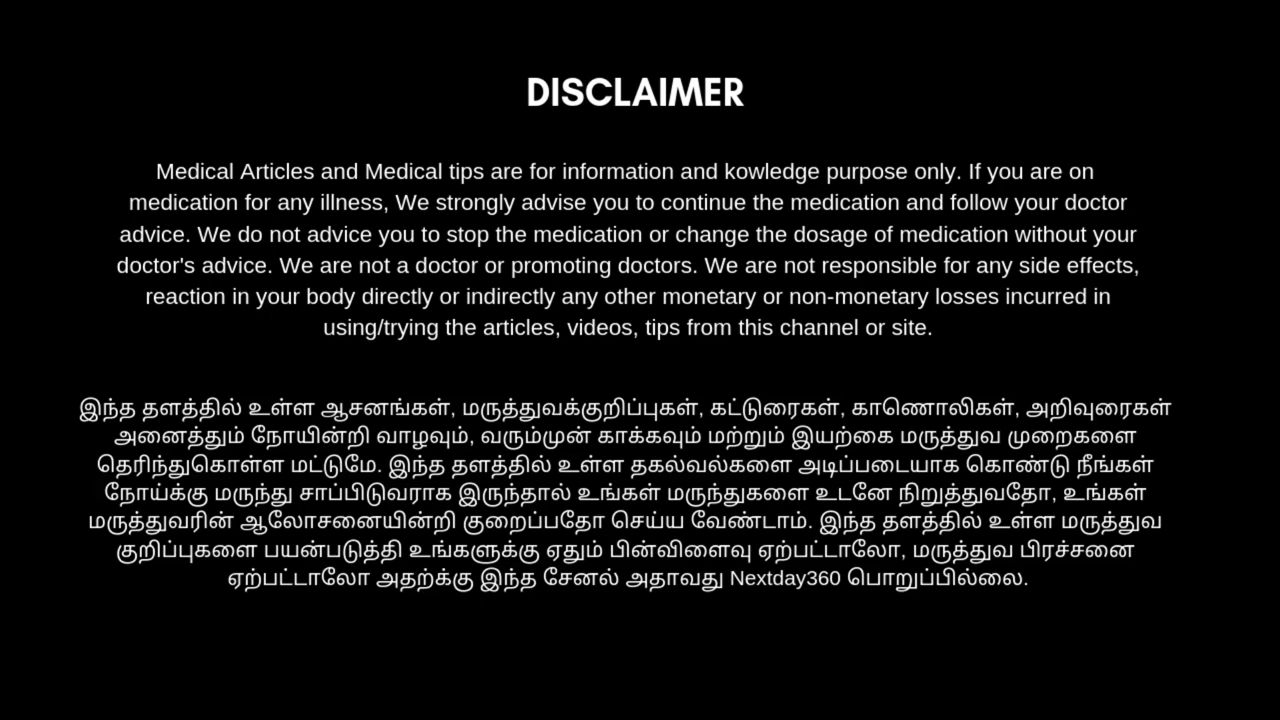 DISCLAIMER
Medical Articles and Medical tips are for information and kowledge purpose only. If you are on
medication for any illness, We strongly advise you to continue the medication and follow your doctor
advice. We do not advice you to stop the medication or change the dosage of medication without your
doctor's advice. We are not a doctor or promoting doctors. We are not responsible for any side effects,
reaction in your body directly or indirectly any other monetary or non-monetary losses incurred in
using/trying the articles, videos, tips from this channel or site.
இந்த தளத்தில் உள்ள ஆசனங்கள், மருத்துவக்குறிப்புகள், கட்டுரைகள், காணொலிகள், அறிவுரைகள்
அனைத்தும் நோயின்றி வாழவும், வரும்முன் காக்கவும் மற்றும் இயற்கை மருத்துவ முறைகளை
தெரிந்துகொள்ள மட்டுமே. இந்த தளத்தில் உள்ள தகல்வல்களை அடிப்படையாக கொண்டு நீங்கள்
நோய்க்கு மருந்து சாப்பிடுவராக இருந்தால் உங்கள் மருந்துகளை உடனே நிறுத்துவதோ, உங்கள்
மருத்துவரின் ஆலோசனையின்றி குறைப்பதோ செய்ய வேண்டாம். இந்த தளத்தில் உள்ள மருத்துவ
குறிப்புகளை பயன்படுத்தி உங்களுக்கு ஏதும் பின்விளைவு ஏற்பட்டாலோ, மருத்துவ பிரச்சனை
ஏற்பட்டாலோ அதற்க்கு இந்த சேனல் அதாவது Nextday360 பொறுப்பில்லை.